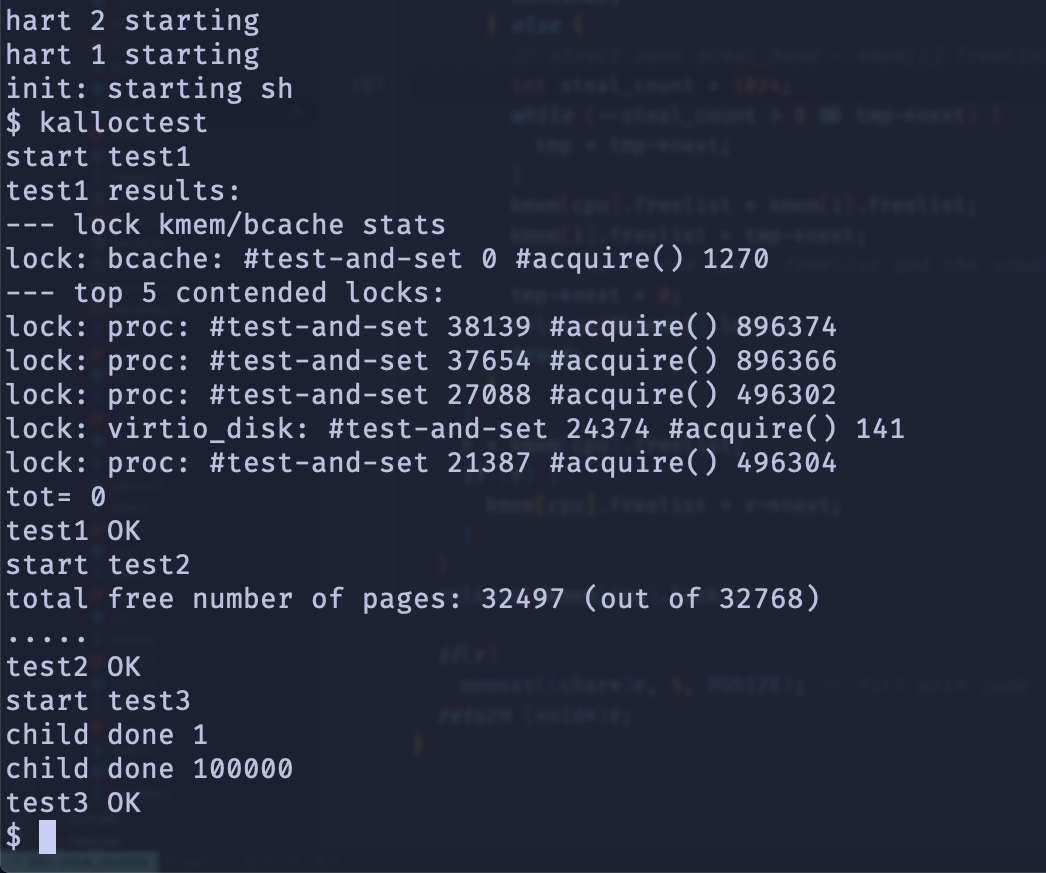 hart 2 starting
hart 1 starting
init: starting sh
$ kalloctest
start test1
test1 results:
--- lock kmem/bcache stats
lock: bcache: #test-and-set 0 #acquire() 1270
--- top 5 contended locks:
lock: proc: #test-and-set 38139 #acquire() 896374
lock: proc: #test-and-set 37654 #acquire() 896366
lock: proc: #test-and-set 27088 #acquire() 496302
lock: virtio_disk: #test-and-set 24374 #acquire() 141
lock: proc: #test-and-set 21387 #acquire() 496304
tot= 0
test1 OK
start test2
total free number of pages: 32497 (out of 32768)
.....
test2 OK
start test3
child done 1
child done 100000
test3 OK
$